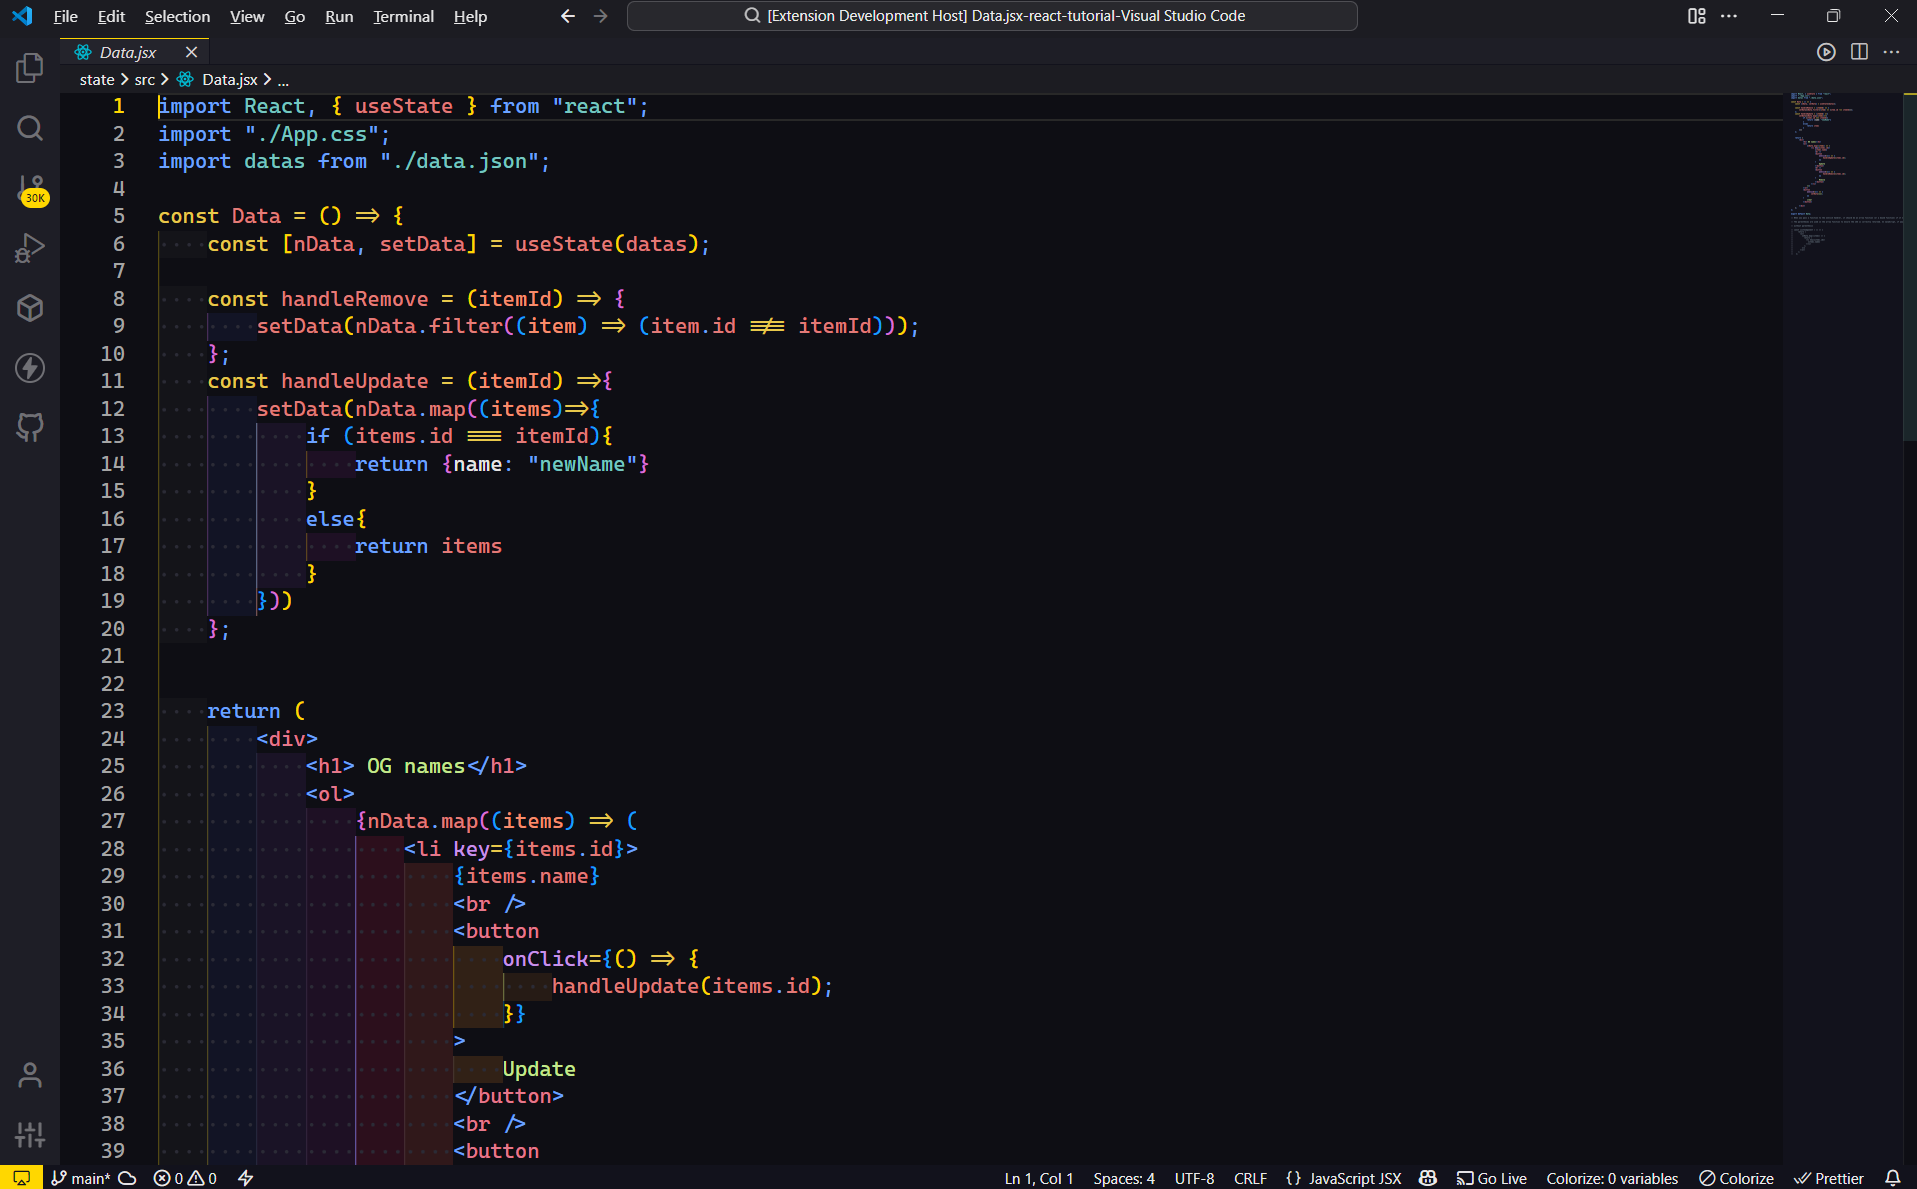 File Edit Selection View Go Run Terminal Help
[Extension Development Host] Data.jsx-react-tutorial-Visual Studio Code
Data.jsx
state > src > Data.jsx > ...
30K
1 import React, { useState } from "react";
2 import "./App.css";
3 import datas from "./data.json";
4
5 const Data = () => {
6     const [nData, setData] = useState(datas);
7
8     const handleRemove = (itemId) => {
9         setData(nData.filter((item) => (item.id !== itemId)));
10     };
11     const handleUpdate = (itemId) =>{
12         setData(nData.map((items)=>{
13             if (items.id === itemId){
14                 return {name: "newName"}
15             }
16             else{
17                 return items
18             }
19         }))
20     };
21
22
23     return (
24         <div>
25             <h1> OG names</h1>
26             <ol>
27                 {nData.map((items) => (
28                     <li key={items.id}>
29                         {items.name}
30                         <br />
31                         <button
32                             onClick={() => {
33                                 handleUpdate(items.id);
34                             }}
35                         >
36                             Update
37                         </button>
38                         <br />
39                         <button
main* 0 0 Ln 1, Col 1 Spaces: 4 UTF-8 CRLF {} JavaScript JSX Go Live Colorize: 0 variables Colorize Prettier